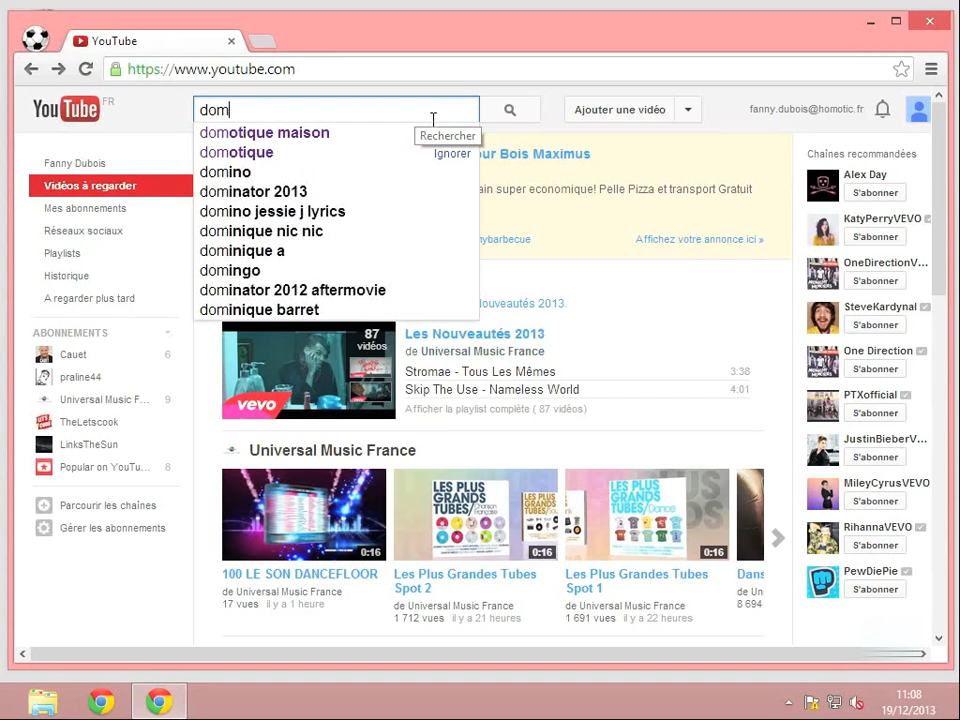 YouTube
https://www.youtube.com
YouTube FR
dom
Ajouter une vidéo
fanny.dubois@homotic.fr
Rechercher
domotique maison
domotique
Ignorer
domino
dominator 2013
domino jessie j lyrics
dominique nic nic
dominique a
domingo
dominator 2012 aftermovie
dominique barret
our Bois Maximus
ain super economique! Pelle Pizza et transport Gratuit
mybarbecue
Affichez votre annonce ici »
Nouveautés 2013.
Fanny Dubois
Vidéos à regarder
Mes abonnements
Réseaux sociaux
Playlists
Historique
A regarder plus tard
ABONNEMENTS
Cauet 6
praline44
Universal Music F... 9
TheLetscook
LinksTheSun
Popular on YouTu... 8
Parcourir les chaînes
Gérer les abonnements
87
vidéos
vevo
Les Nouveautés 2013
de Universal Music France
Stromae - Tous Les Mêmes 3:38
Skip The Use - Nameless World 4:01
Afficher la playlist complète ( 87 vidéos)
Universal Music France
0:16
LES PLUS
GRANDS
TUBES/
0:16
LES PLUS
GRANDS
TUBES/Dance
0:16
100 LE SON DANCEFLOOR
17 vues il y a 1 heure
Les Plus Grandes Tubes
Spot 2
de Universal Music France
1 712 vues il y a 21 heures
Les Plus Grandes Tubes
Spot 1
de Universal Music France
1 691 vues il y a 22 heures
Dans
de Un
8 694
Chaînes recommandées
Alex Day
S'abonner
KatyPerryVEVO
S'abonner
OneDirectionV...
S'abonner
SteveKardynal
S'abonner
One Direction
S'abonner
PTXofficial
S'abonner
JustinBieberV...
S'abonner
MileyCyrusVEVO
S'abonner
RihannaVEVO
S'abonner
PewDiePie
S'abonner
11:08
19/12/2013